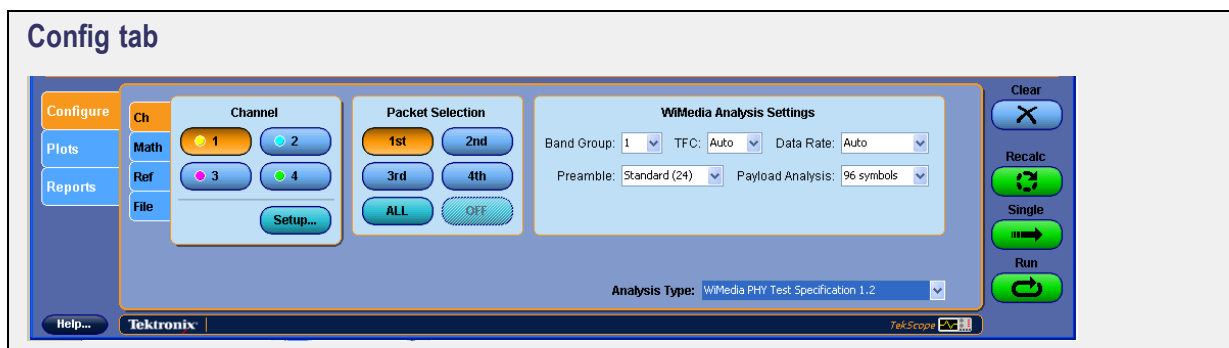 Config tab
Configure
Plots
Reports
Help...
Ch
Math
Ref
File
Channel
1
2
3
4
Setup...
Packet Selection
1st
2nd
3rd
4th
ALL
OFF
WiMedia Analysis Settings
Band Group: 1 TFC: Auto Data Rate: Auto
Preamble: Standard (24) Payload Analysis: 96 symbols
Analysis Type: WiMedia PHY Test Specification 1.2
Clear
Recalc
Single
Run
Tektronix
TekScope